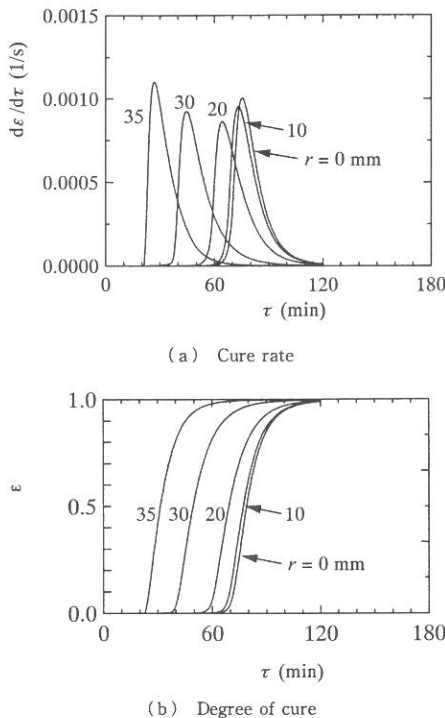 0.0015
0.0010
0.0005
0.0000
dε/dτ (1/s)
35
30
20
10
r = 0 mm
0 60 120 180
τ (min)
(a) Cure rate
1.0
0.5
0.0
ε
35 30 20 10
r = 0 mm
0 60 120 180
τ (min)
(b) Degree of cure